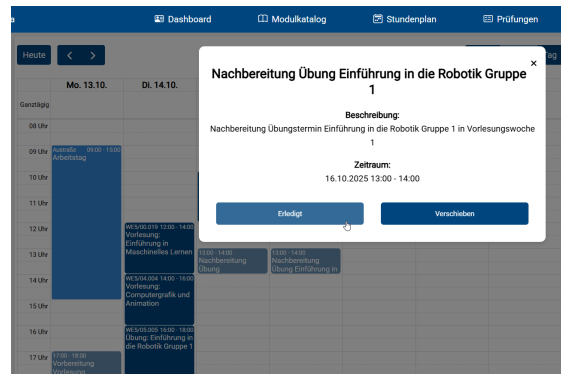 a
Dashboard
Modulkatalog
Stundenplan
Prüfungen
Heute
Tag
Mo. 13.10.
Di. 14.10.
Ganztägig
08 Uhr
09 Uhr
10 Uhr
11 Uhr
12 Uhr
13 Uhr
14 Uhr
15 Uhr
16 Uhr
17 Uhr
Austraße 09:00 - 15:00
Arbeitstag
17:00 - 18:00
Vorbereitung
Vorlesung
WE5/00.019 12:00 - 14:00
Vorlesung:
Einführung in
Maschinelles Lernen
WE5/04.004 14:00 - 16:00
Vorlesung:
Computergrafik und
Animation
WE5/05.005 16:00 - 18:00
Übung: Einführung in
die Robotik Gruppe 1
13:00 - 14:00
Nachbereitung
Übung
13:00 - 14:00
Nachbereitung
Übung Einführung in
×
Nachbereitung Übung Einführung in die Robotik Gruppe
1
Beschreibung:
Nachbereitung Übungstermin Einführung in die Robotik Gruppe 1 in Vorlesungswoche
1
Zeitraum:
16.10.2025 13:00 - 14:00
Erledigt
Verschieben